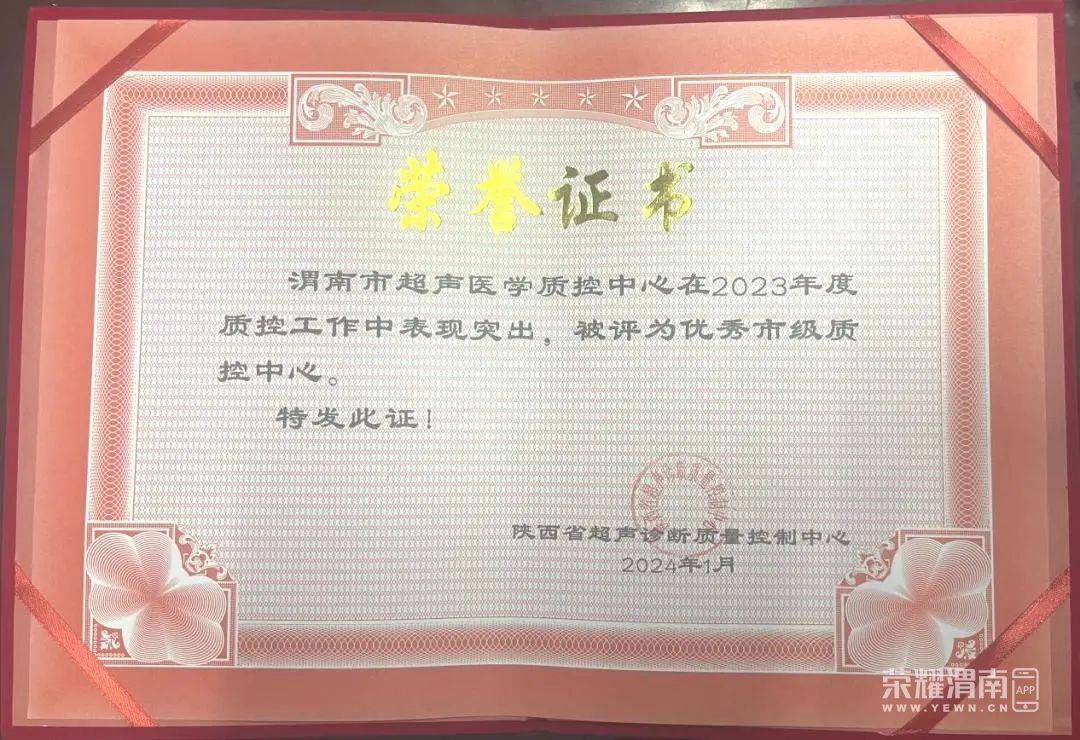 荣誉证书
渭南市超声医学质控中心在2023年度
质控工作中表现突出，被评为优秀市级质
控中心。
特发此证！
陕西省超声诊断质量控制中心
2024年1月
荣耀渭南 APP
WWW.YEWN.CN